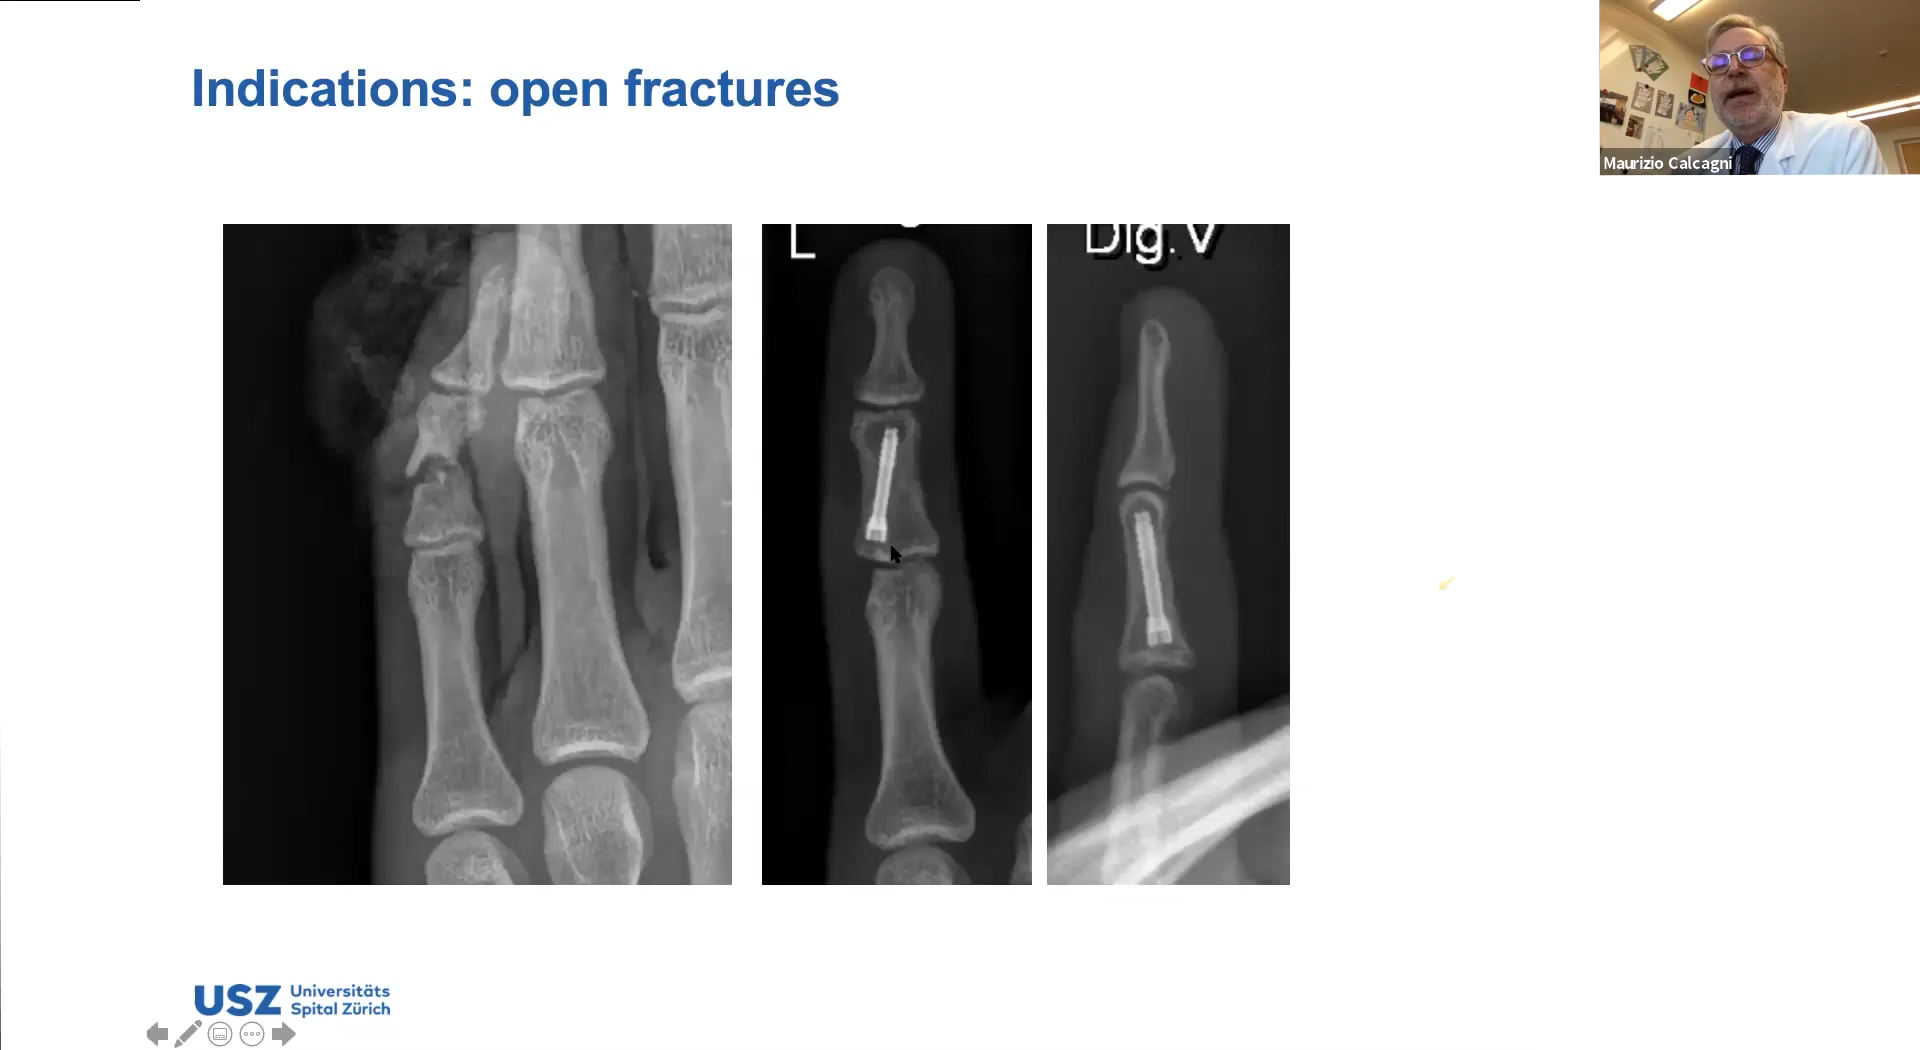 Indications: open fractures
Maurizio Calcagni
L
Dig. V
USZ Universitäts
Spital Zürich